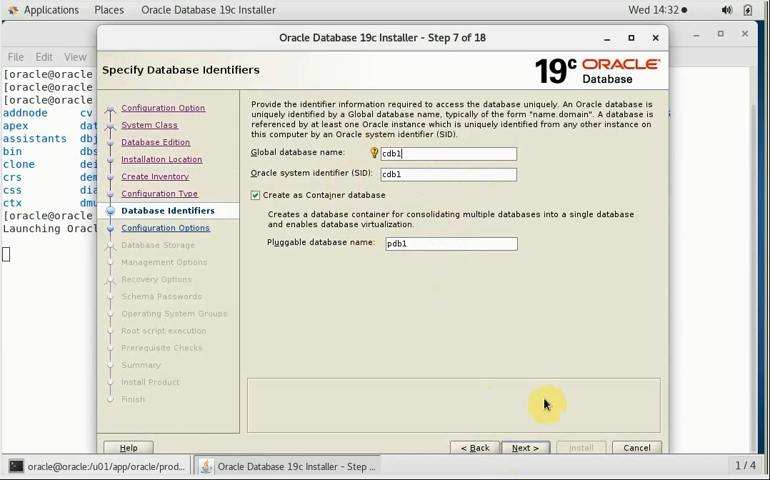 Applications Places Oracle Database 19c Installer Wed 14:32
Oracle Database 19c Installer - Step 7 of 18
File Edit View
Specify Database Identifiers
19c ORACLE
Database
[oracle@oracle
[oracle@oracle
[oracle@oracle
addnode cv
apex dat
assistants dbj
bin dbs
clone dei
crs dem
css dia
ctx dmu
[oracle@oracle
Launching Oracl
Configuration Option
System Class
Database Edition
Installation Location
Create Inventory
Configuration Type
Database Identifiers
Configuration Options
Database Storage
Management Options
Recovery Options
Schema Passwords
Operating System Groups
Root script execution
Prerequisite Checks
Summary
Install Product
Finish
Provide the identifier information required to access the database uniquely. An Oracle database is
uniquely identified by a Global database name, typically of the form "name.domain". A database is
referenced by at least one Oracle instance which is uniquely identified from any other instance on
this computer by an Oracle system identifier (SID).
Global database name: cdb1
Oracle system identifier (SID): cdb1
Create as Container database
Creates a database container for consolidating multiple databases into a single database
and enables database virtualization.
Pluggable database name: pdb1
Help < Back Next > Install Cancel
oracle@oracle:/u01/app/oracle/prod... Oracle Database 19c Installer - Step ... 1 / 4